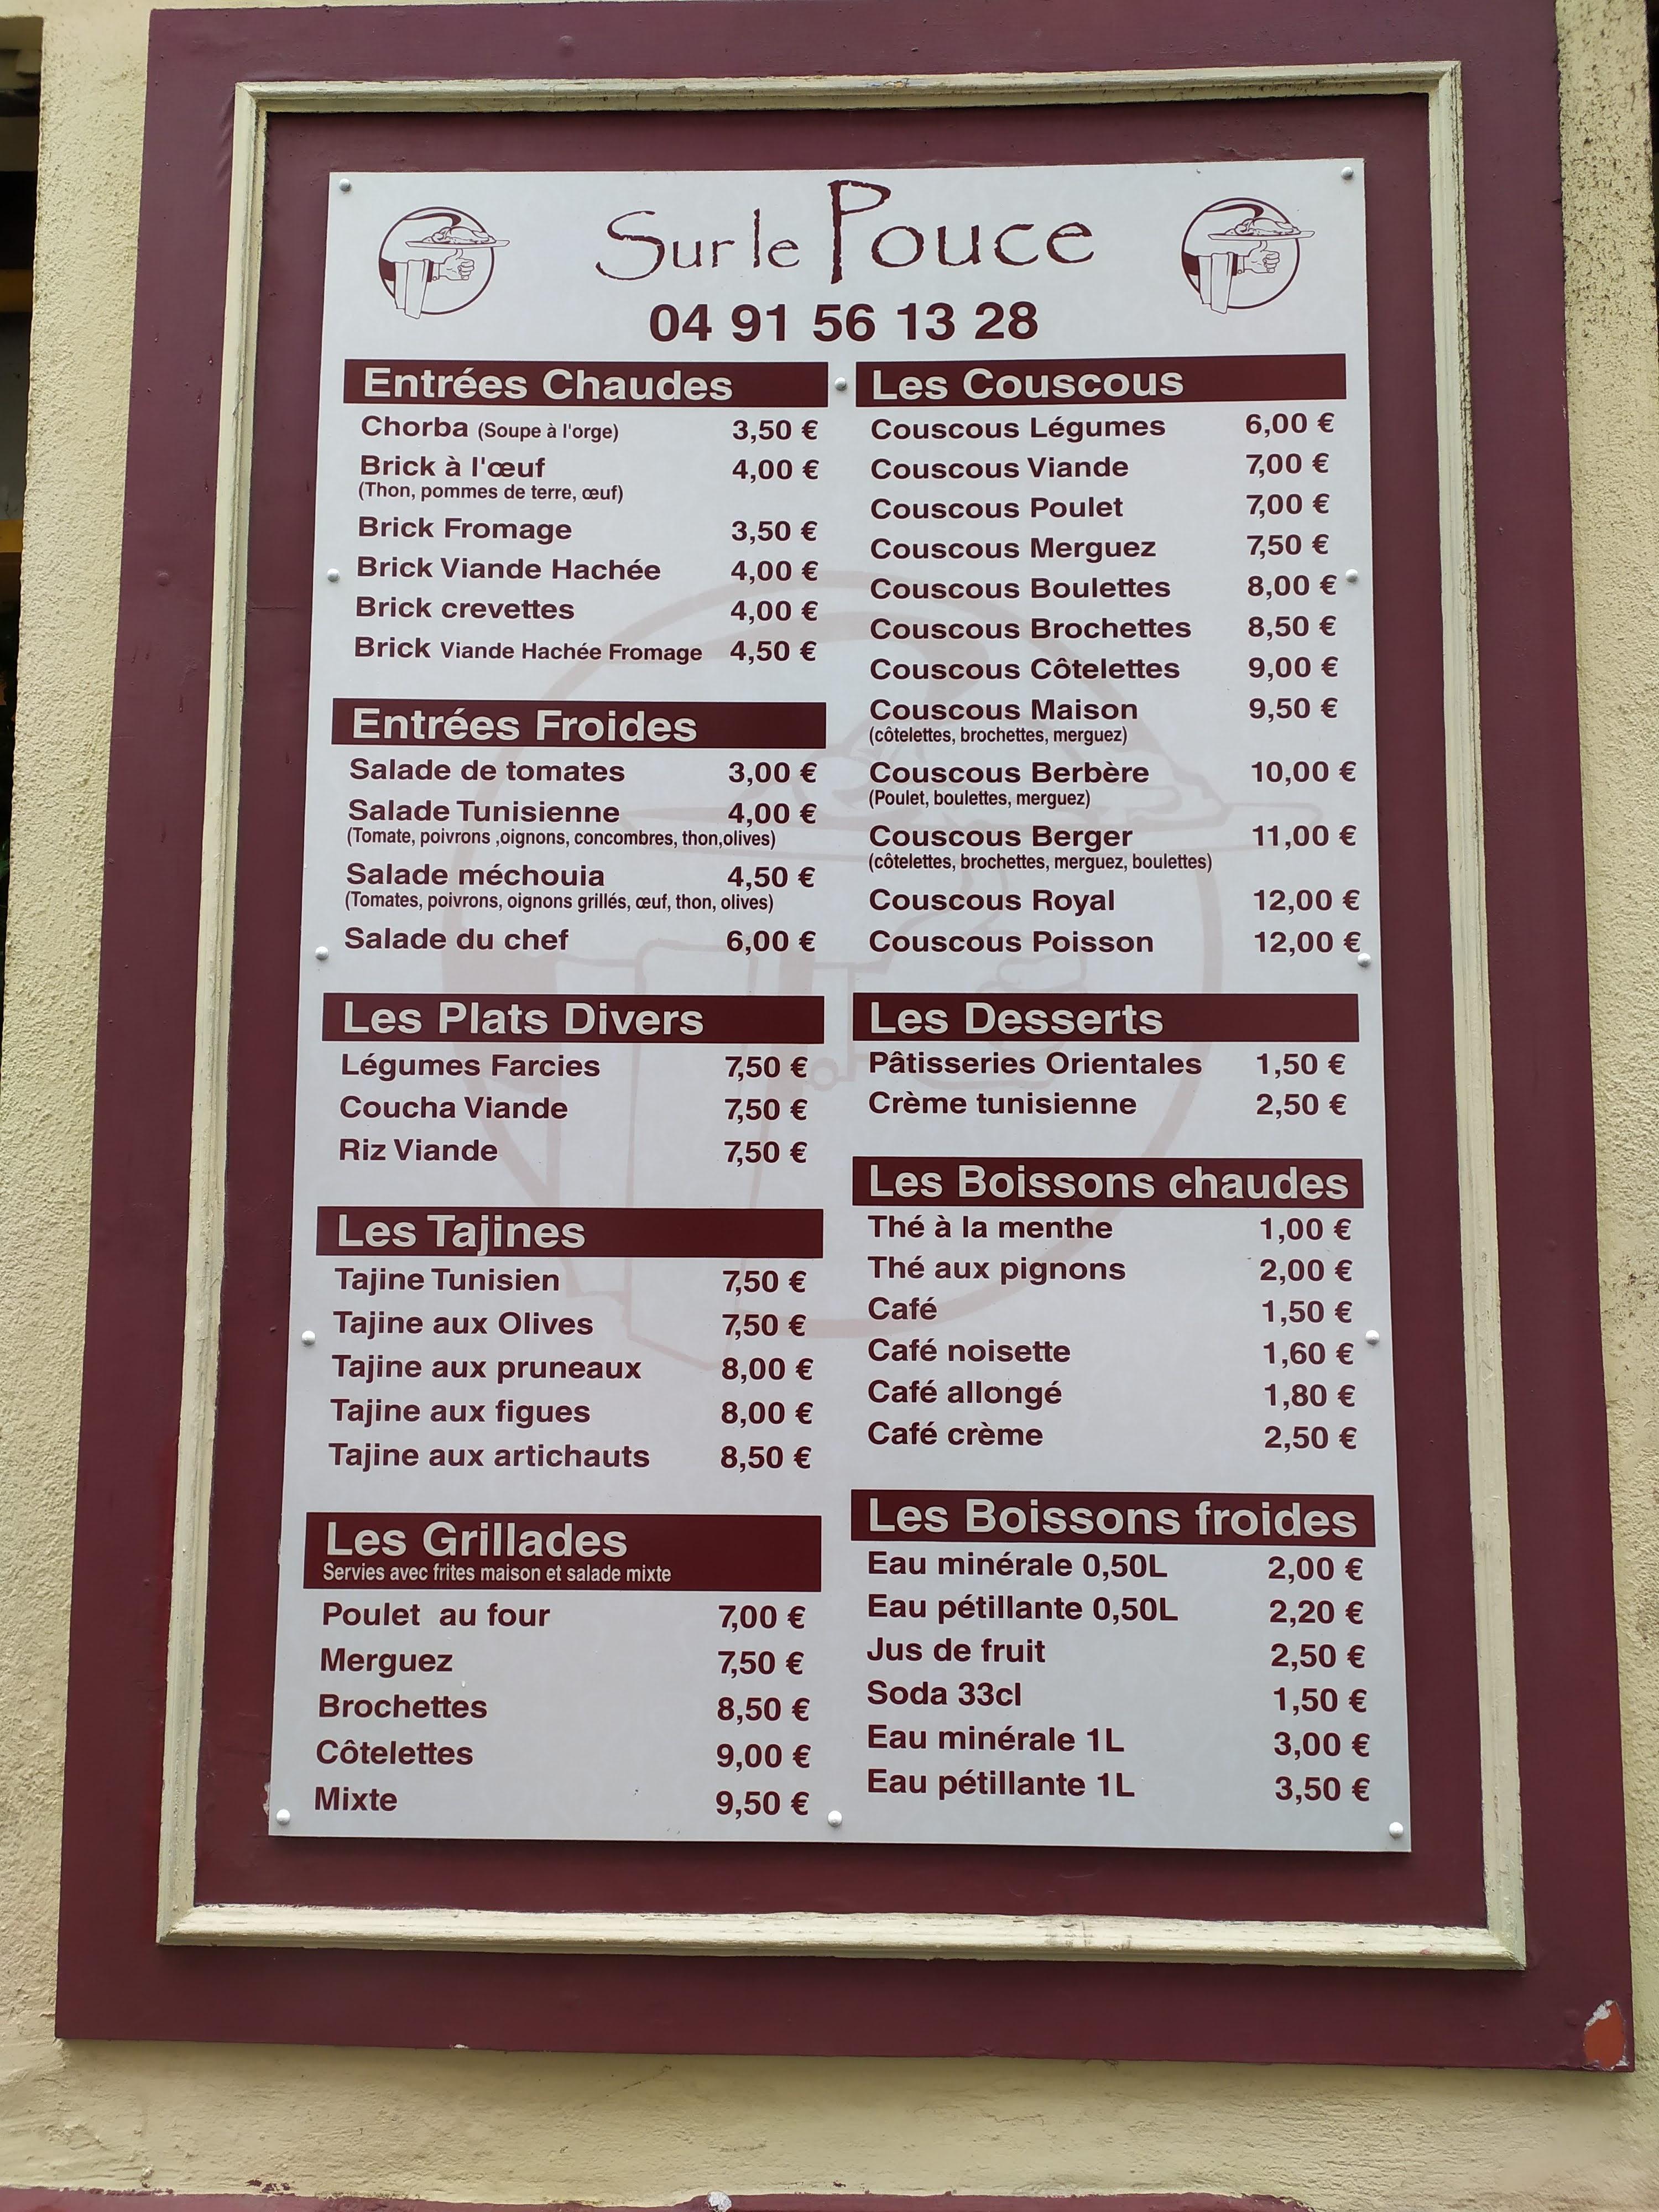 Sur le Pouce
04 91 56 13 28
Entrées Chaudes
Chorba (Soupe à l'orge) 3,50 €
Brick à l'œuf 4,00 €
(Thon, pommes de terre, œuf)
Brick Fromage 3,50 €
Brick Viande Hachée 4,00 €
Brick crevettes 4,00 €
Brick Viande Hachée Fromage 4,50 €
Entrées Froides
Salade de tomates 3,00 €
Salade Tunisienne 4,00 €
(Tomate, poivrons ,oignons, concombres, thon,olives)
Salade méchouia 4,50 €
(Tomates, poivrons, oignons grillés, œuf, thon, olives)
Salade du chef 6,00 €
Les Plats Divers
Légumes Farcies 7,50 €
Coucha Viande 7,50 €
Riz Viande 7,50 €
Les Tajines
Tajine Tunisien 7,50 €
Tajine aux Olives 7,50 €
Tajine aux pruneaux 8,00 €
Tajine aux figues 8,00 €
Tajine aux artichauts 8,50 €
Les Grillades
Servies avec frites maison et salade mixte
Poulet au four 7,00 €
Merguez 7,50 €
Brochettes 8,50 €
Côtelettes 9,00 €
Mixte 9,50 €
Les Couscous
Couscous Légumes 6,00 €
Couscous Viande 7,00 €
Couscous Poulet 7,00 €
Couscous Merguez 7,50 €
Couscous Boulettes 8,00 €
Couscous Brochettes 8,50 €
Couscous Côtelettes 9,00 €
Couscous Maison 9,50 €
(côtelettes, brochettes, merguez)
Couscous Berbère 10,00 €
(Poulet, boulettes, merguez)
Couscous Berger 11,00 €
(côtelettes, brochettes, merguez, boulettes)
Couscous Royal 12,00 €
Couscous Poisson 12,00 €
Les Desserts
Pâtisseries Orientales 1,50 €
Crème tunisienne 2,50 €
Les Boissons chaudes
Thé à la menthe 1,00 €
Thé aux pignons 2,00 €
Café 1,50 €
Café noisette 1,60 €
Café allongé 1,80 €
Café crème 2,50 €
Les Boissons froides
Eau minérale 0,50L 2,00 €
Eau pétillante 0,50L 2,20 €
Jus de fruit 2,50 €
Soda 33cl 1,50 €
Eau minérale 1L 3,00 €
Eau pétillante 1L 3,50 €